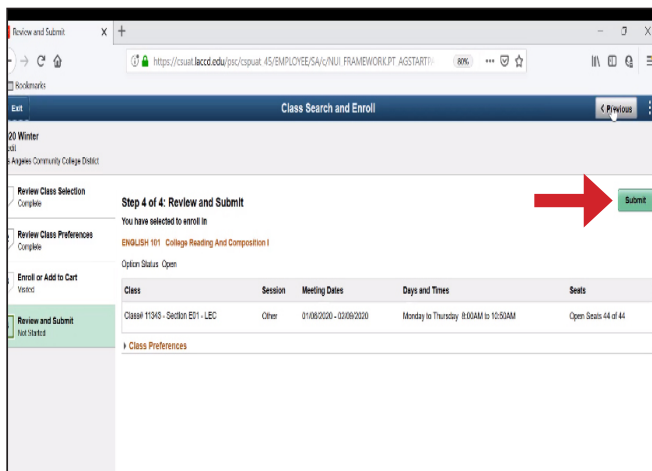 Review and Submit X +
https://csuat.laccd.edu/psc/cspuat_45/EMPLOYEE/SA/c/NUI_FRAMEWORK.PT_AGSTARTP 80%
Bookmarks
Exit Class Search and Enroll Previous
20 Winter
edit
s Angeles Community College District
Review Class Selection
Complete
Review Class Preferences
Complete
Enroll or Add to Cart
Visited
Review and Submit
Not Started
Step 4 of 4: Review and Submit
Submit
You have selected to enroll in
ENGLISH 101 College Reading And Composition I
Option Status Open
Class Session Meeting Dates Days and Times Seats
Class# 11343 - Section E01 - LEC Other 01/06/2020 - 02/09/2020 Monday to Thursday 8:00AM to 10:50AM Open Seats 44 of 44
Class Preferences